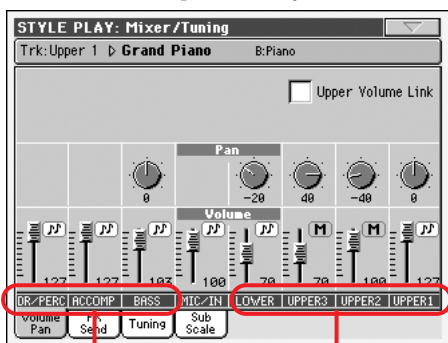 STYLE PLAY: Mixer/Tuning
Trk:Upper 1 ▷ Grand Piano B:Piano
Upper Volume Link
Pan
0 -20 40 -40 0
Volume
M M
127 127 103 100 70 70 100 127
DR/PERC ACCOMP BASS MIC/IN LOWER UPPER3 UPPER2 UPPER1
Volume Pan
FX Send
Tuning
Sub Scale